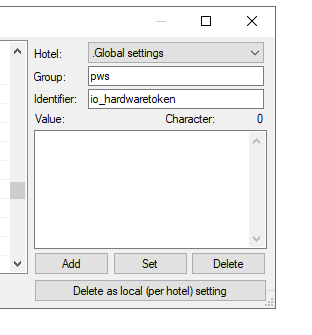 Hotel: .Global settings
Group: pws
Identifier: io_hardwaretoken
Value: Character: 0
Add Set Delete
Delete as local (per hotel) setting